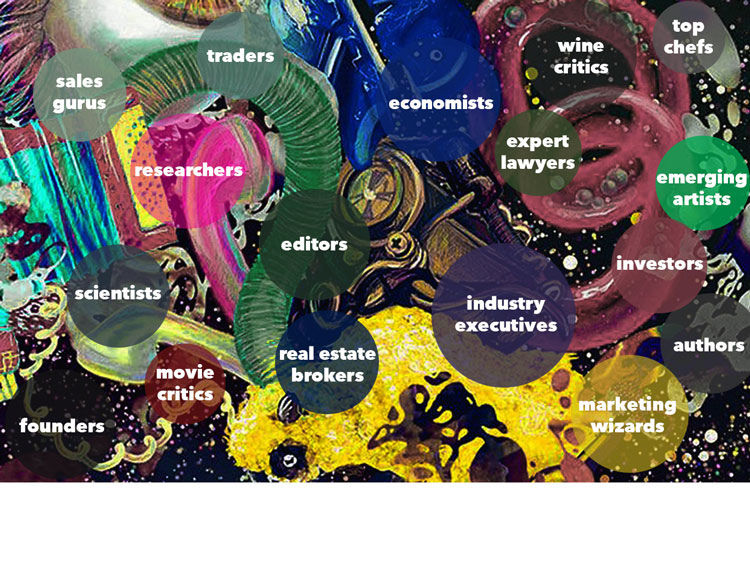 top
chefs
wine
critics
traders
sales
gurus
economists
expert
lawyers
researchers
emerging
artists
editors
investors
scientists
industry
executives
real estate
brokers
authors
movie
critics
marketing
wizards
founders